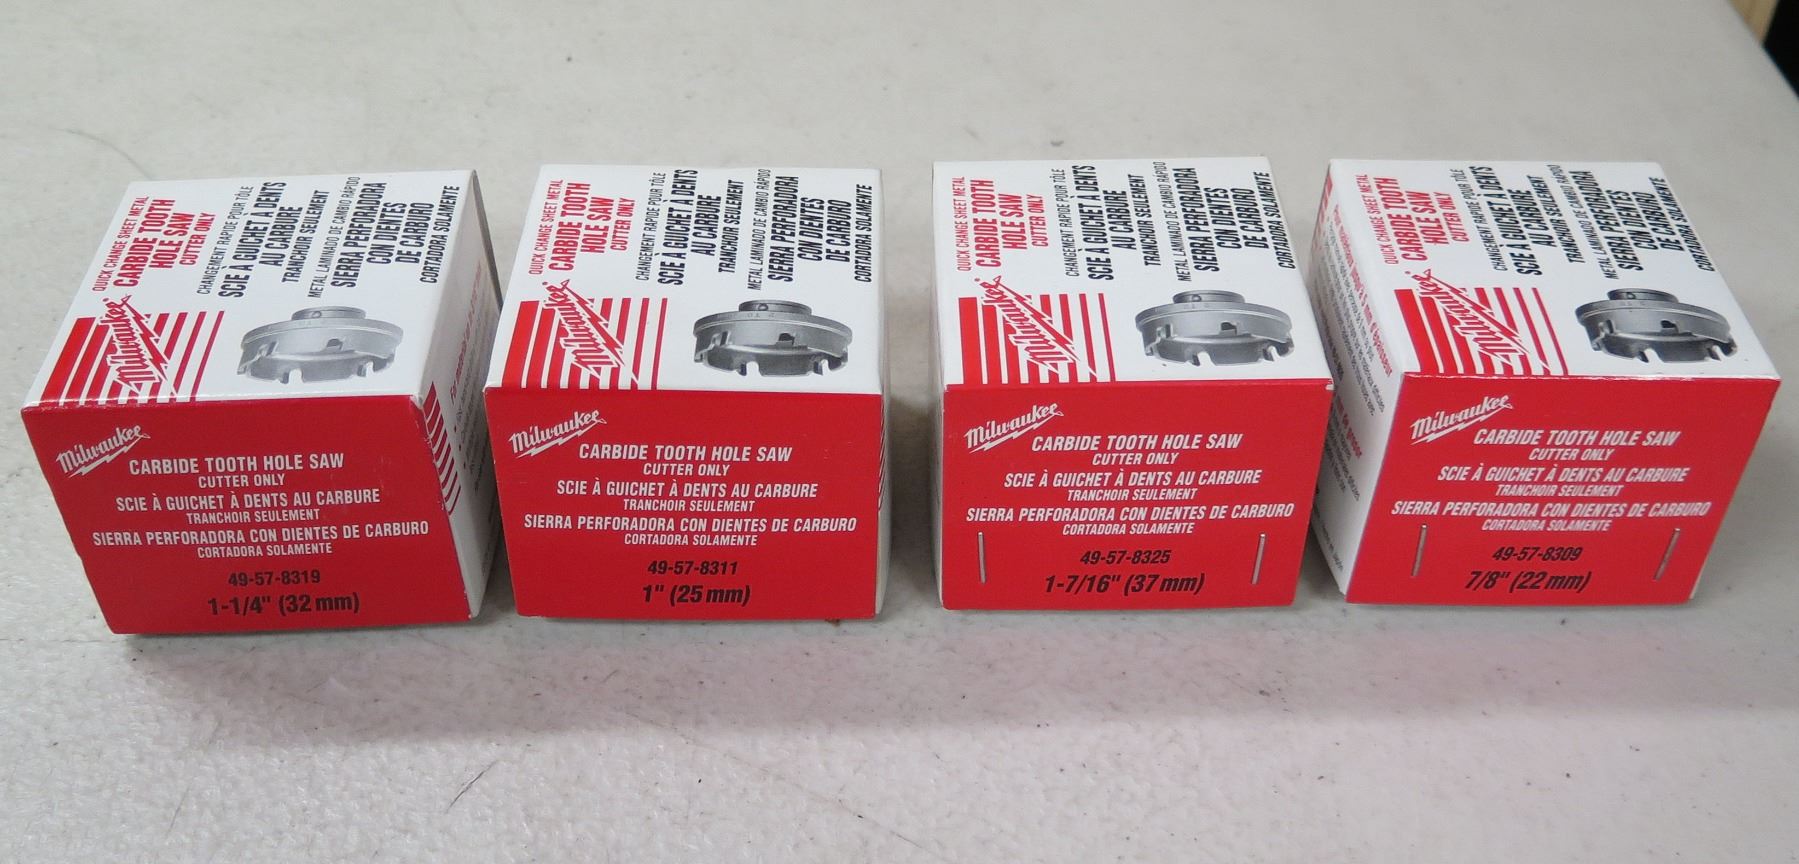 QUICK CHANGE SHEET METAL
CARBIDE TOOTH
HOLE SAW
CUTTER ONLY
CHANGEMENT RAPIDE POUR TÔLE
SCIE À GUICHET À DENTS
AU CARBURE
TRANCHOIR SEULEMENT
METAL LAMINADO DE CAMBIO RÁPIDO
SIERRA PERFORADORA
CON DIENTES
DE CARBURO
CORTADORA SOLAMENTE
Milwaukee
Milwaukee
CARBIDE TOOTH HOLE SAW
CUTTER ONLY
SCIE À GUICHET À DENTS AU CARBURE
TRANCHOIR SEULEMENT
SIERRA PERFORADORA CON DIENTES DE CARBURO
CORTADORA SOLAMENTE
49-57-8319
1-1/4" (32 mm)
QUICK CHANGE SHEET METAL
CARBIDE TOOTH
HOLE SAW
CUTTER ONLY
CHANGEMENT RAPIDE POUR TÔLE
SCIE À GUICHET À DENTS
AU CARBURE
TRANCHOIR SEULEMENT
METAL LAMINADO DE CAMBIO RÁPIDO
SIERRA PERFORADORA
CON DIENTES
DE CARBURO
CORTADORA SOLAMENTE
Milwaukee
Milwaukee
CARBIDE TOOTH HOLE SAW
CUTTER ONLY
SCIE À GUICHET À DENTS AU CARBURE
TRANCHOIR SEULEMENT
SIERRA PERFORADORA CON DIENTES DE CARBURO
CORTADORA SOLAMENTE
49-57-8311
1" (25 mm)
QUICK CHANGE SHEET METAL
CARBIDE TOOTH
HOLE SAW
CUTTER ONLY
CHANGEMENT RAPIDE POUR TÔLE
SCIE À GUICHET À DENTS
AU CARBURE
TRANCHOIR SEULEMENT
METAL LAMINADO DE CAMBIO RÁPIDO
SIERRA PERFORADORA
CON DIENTES
DE CARBURO
CORTADORA SOLAMENTE
Milwaukee
Milwaukee
CARBIDE TOOTH HOLE SAW
CUTTER ONLY
SCIE À GUICHET À DENTS AU CARBURE
TRANCHOIR SEULEMENT
SIERRA PERFORADORA CON DIENTES DE CARBURO
CORTADORA SOLAMENTE
49-57-8325
1-7/16" (37 mm)
QUICK CHANGE SHEET METAL
CARBIDE TOOTH
HOLE SAW
CUTTER ONLY
CHANGEMENT RAPIDE POUR TÔLE
SCIE À GUICHET À DENTS
AU CARBURE
TRANCHOIR SEULEMENT
METAL LAMINADO DE CAMBIO RÁPIDO
SIERRA PERFORADORA
CON DIENTES
DE CARBURO
CORTADORA SOLAMENTE
Milwaukee
Milwaukee
CARBIDE TOOTH HOLE SAW
CUTTER ONLY
SCIE À GUICHET À DENTS AU CARBURE
TRANCHOIR SEULEMENT
SIERRA PERFORADORA CON DIENTES DE CARBURO
CORTADORA SOLAMENTE
49-57-8309
7/8" (22 mm)